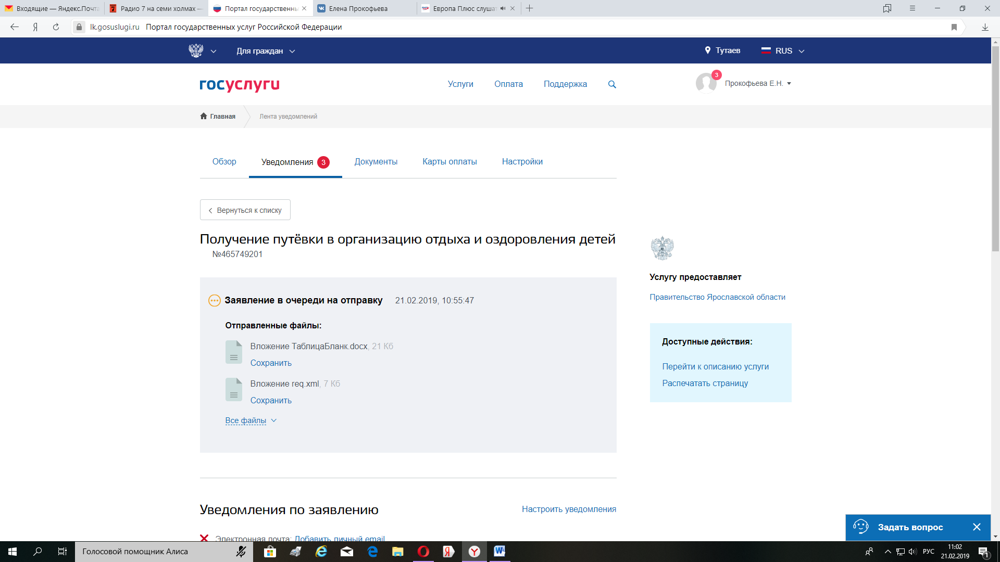 Входящие — Яндекс.Почта
Радио 7 на семи холмах —
Портал государственны
Елена Прокофьева
Европа Плюс слушат
lk.gosuslugi.ru Портал государственных услуг Российской Федерации
Для граждан
Тутаев
RUS
госуслуги
Услуги
Оплата
Поддержка
3
Прокофьева Е.Н.
Главная
Лента уведомлений
Обзор
Уведомления 3
Документы
Карты оплаты
Настройки
Вернуться к списку
Получение путёвки в организацию отдыха и оздоровления детей
№465749201
Заявление в очереди на отправку 21.02.2019, 10:55:47
Отправленные файлы:
Вложение ТаблицаБланк.docx, 21 Кб
Сохранить
Вложение req.xml, 7 Кб
Сохранить
Все файлы
Услугу предоставляет
Правительство Ярославской области
Доступные действия:
Перейти к описанию услуги
Распечатать страницу
Уведомления по заявлению
Настроить уведомления
Электронная почта: Добавить личный email
Задать вопрос
Голосовой помощник Алиса
РУС
11:02
21.02.2019
1